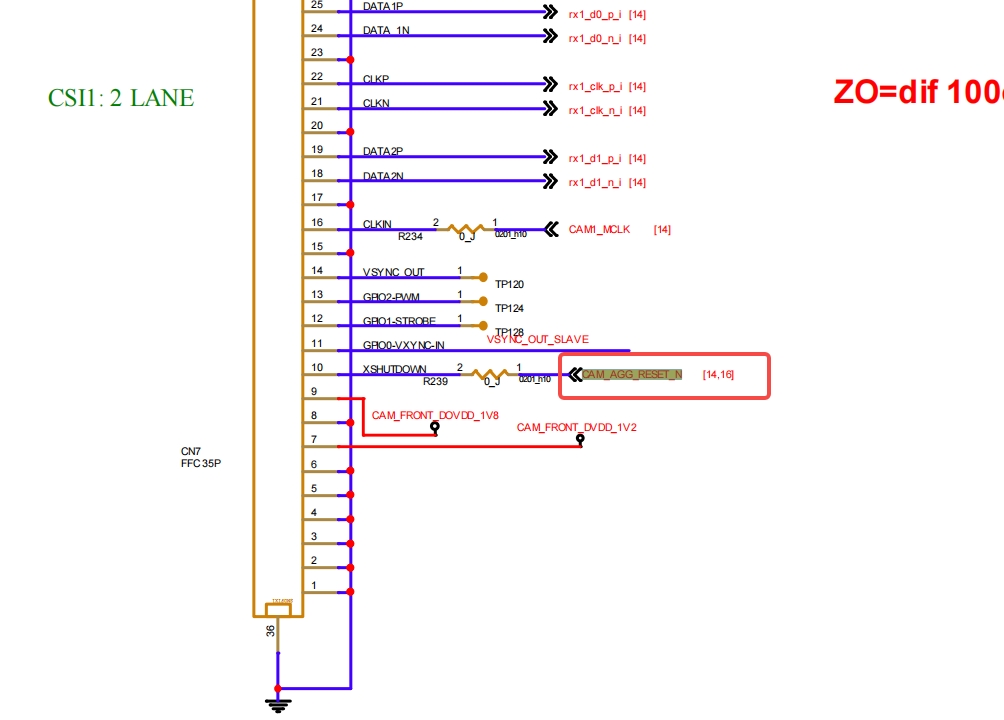 25 DATA1P rx1_d0_p_i [14]
24 DATA_1N rx1_d0_n_i [14]
23
22 CLKP rx1_clk_p_i [14]
CSI1: 2 LANE
ZO=dif 100
21 CLKN rx1_clk_n_i [14]
20
19 DATA2P rx1_d1_p_i [14]
18 DATA2N rx1_d1_n_i [14]
17
16 CLKIN 2 1 CAM1_MCLK [14]
R234 0_J 0201_h10
15
14 VSYNC_OUT 1
TP120
13 GPIO2-PWM 1
TP124
12 GPIO1-STROBE 1
TP128
VSYNC_OUT_SLAVE
11 GPIO0-VXYNC-IN
10 XSHUTDOWN 2 1 CAM_AGG_RESET_N [14,16]
R239 0_J 0201_h10
9
CAM_FRONT_DOVDD_1V8
8
CAM_FRONT_DVDD_1V2
7
CN7
FFC35P
6
5
4
3
2
1
36